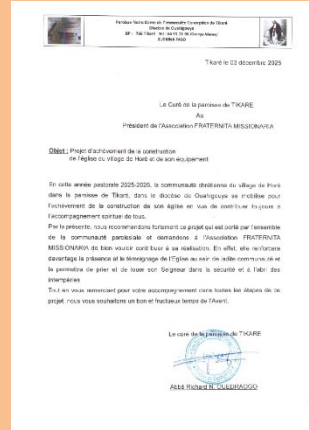 Paroisse Notre Dame de l'Immaculée Conception de Tikaré
Diocèse de Ouahigouya
BURKINA FASO
Tikaré le 03 décembre 2025
Le Curé de la paroisse de TIKARE
Au
Président de l'Association FRATERNITA MISSIONARIA
Objet : Projet d'achèvement de la construction
de l'église du village de Horé et de son équipement
En cette année pastorale 2025-2026, la communauté chrétienne du village de Horé
dans la paroisse de Tikaré, dans le diocèse de Ouahigouya se mobilise pour
l'achèvement de la construction de son église en vue de contribuer toujours à
l'accompagnement spirituel de tous.
Par la présente, nous recommandons fortement ce projet qui est porté par l'ensemble
de la communauté paroissiale et demandons à l'Association FRATERNITA
MISSIONARIA de bien vouloir contribuer à sa réalisation. En effet, elle renforcera
davantage la présence et le témoignage de l'Eglise au sein de ladite communauté et
la permettra de prier et de louer son Seigneur dans la sécurité et à l'abri des
intempéries
Tout en vous remerciant pour votre accompagnement dans toutes les étapes de ce
projet, nous vous souhaitons un bon et fructueux temps de l'Avent.
Le curé de la paroisse de TIKARE
Abbé Richard N. OUEDRAOGO